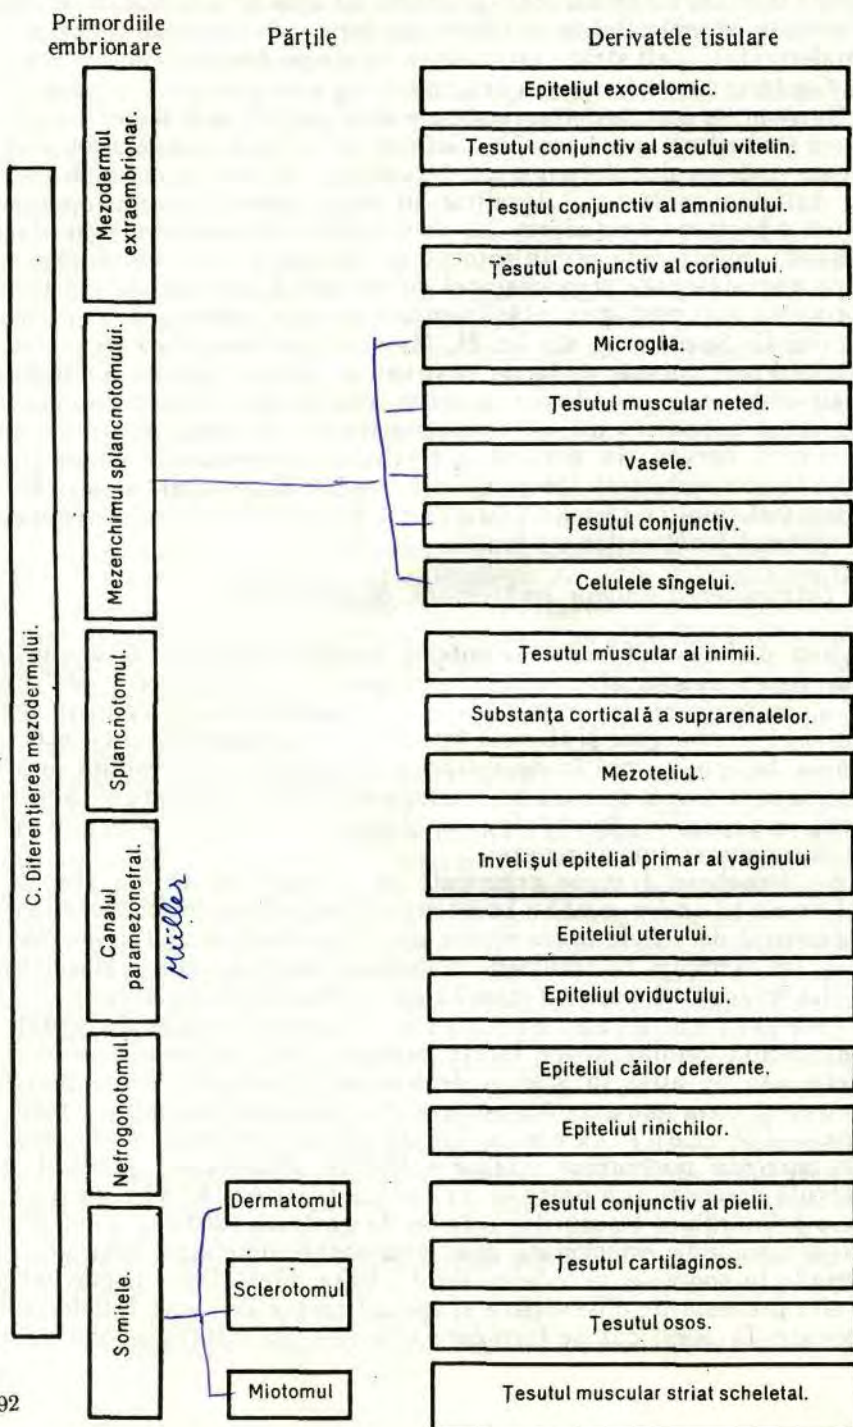 Primordiile
embrionare
Părțile
Derivatele tisulare
C. Diferențierea mezodermului.
Mezodermul
extraembrionar.
Epiteliul exocelomic.
Țesutul conjunctiv al sacului vitelin.
Țesutul conjunctiv al amnionului.
Țesutul conjunctiv al corionului.
Mezenchimul splancnotomului.
Microglia.
Țesutul muscular neted.
Vasele.
Țesutul conjunctiv.
Celulele sîngelui.
Splanchotomul.
Țesutul muscular al inimii.
Substanța corticală a suprarenalelor.
Mezoteliul.
Canalul
paramezonefral.
Müller
Invelișul epitelial primar al vaginului
Epiteliul uterului.
Epiteliul oviductului.
Nefrogonotomul.
Epiteliul căilor deferente.
Epiteliul rinichilor.
Somitele.
Dermatomul
Sclerotomul
Miotomul
Țesutul conjunctiv al pielii.
Țesutul cartilaginos.
Țesutul osos.
Țesutul muscular striat scheletal.
92